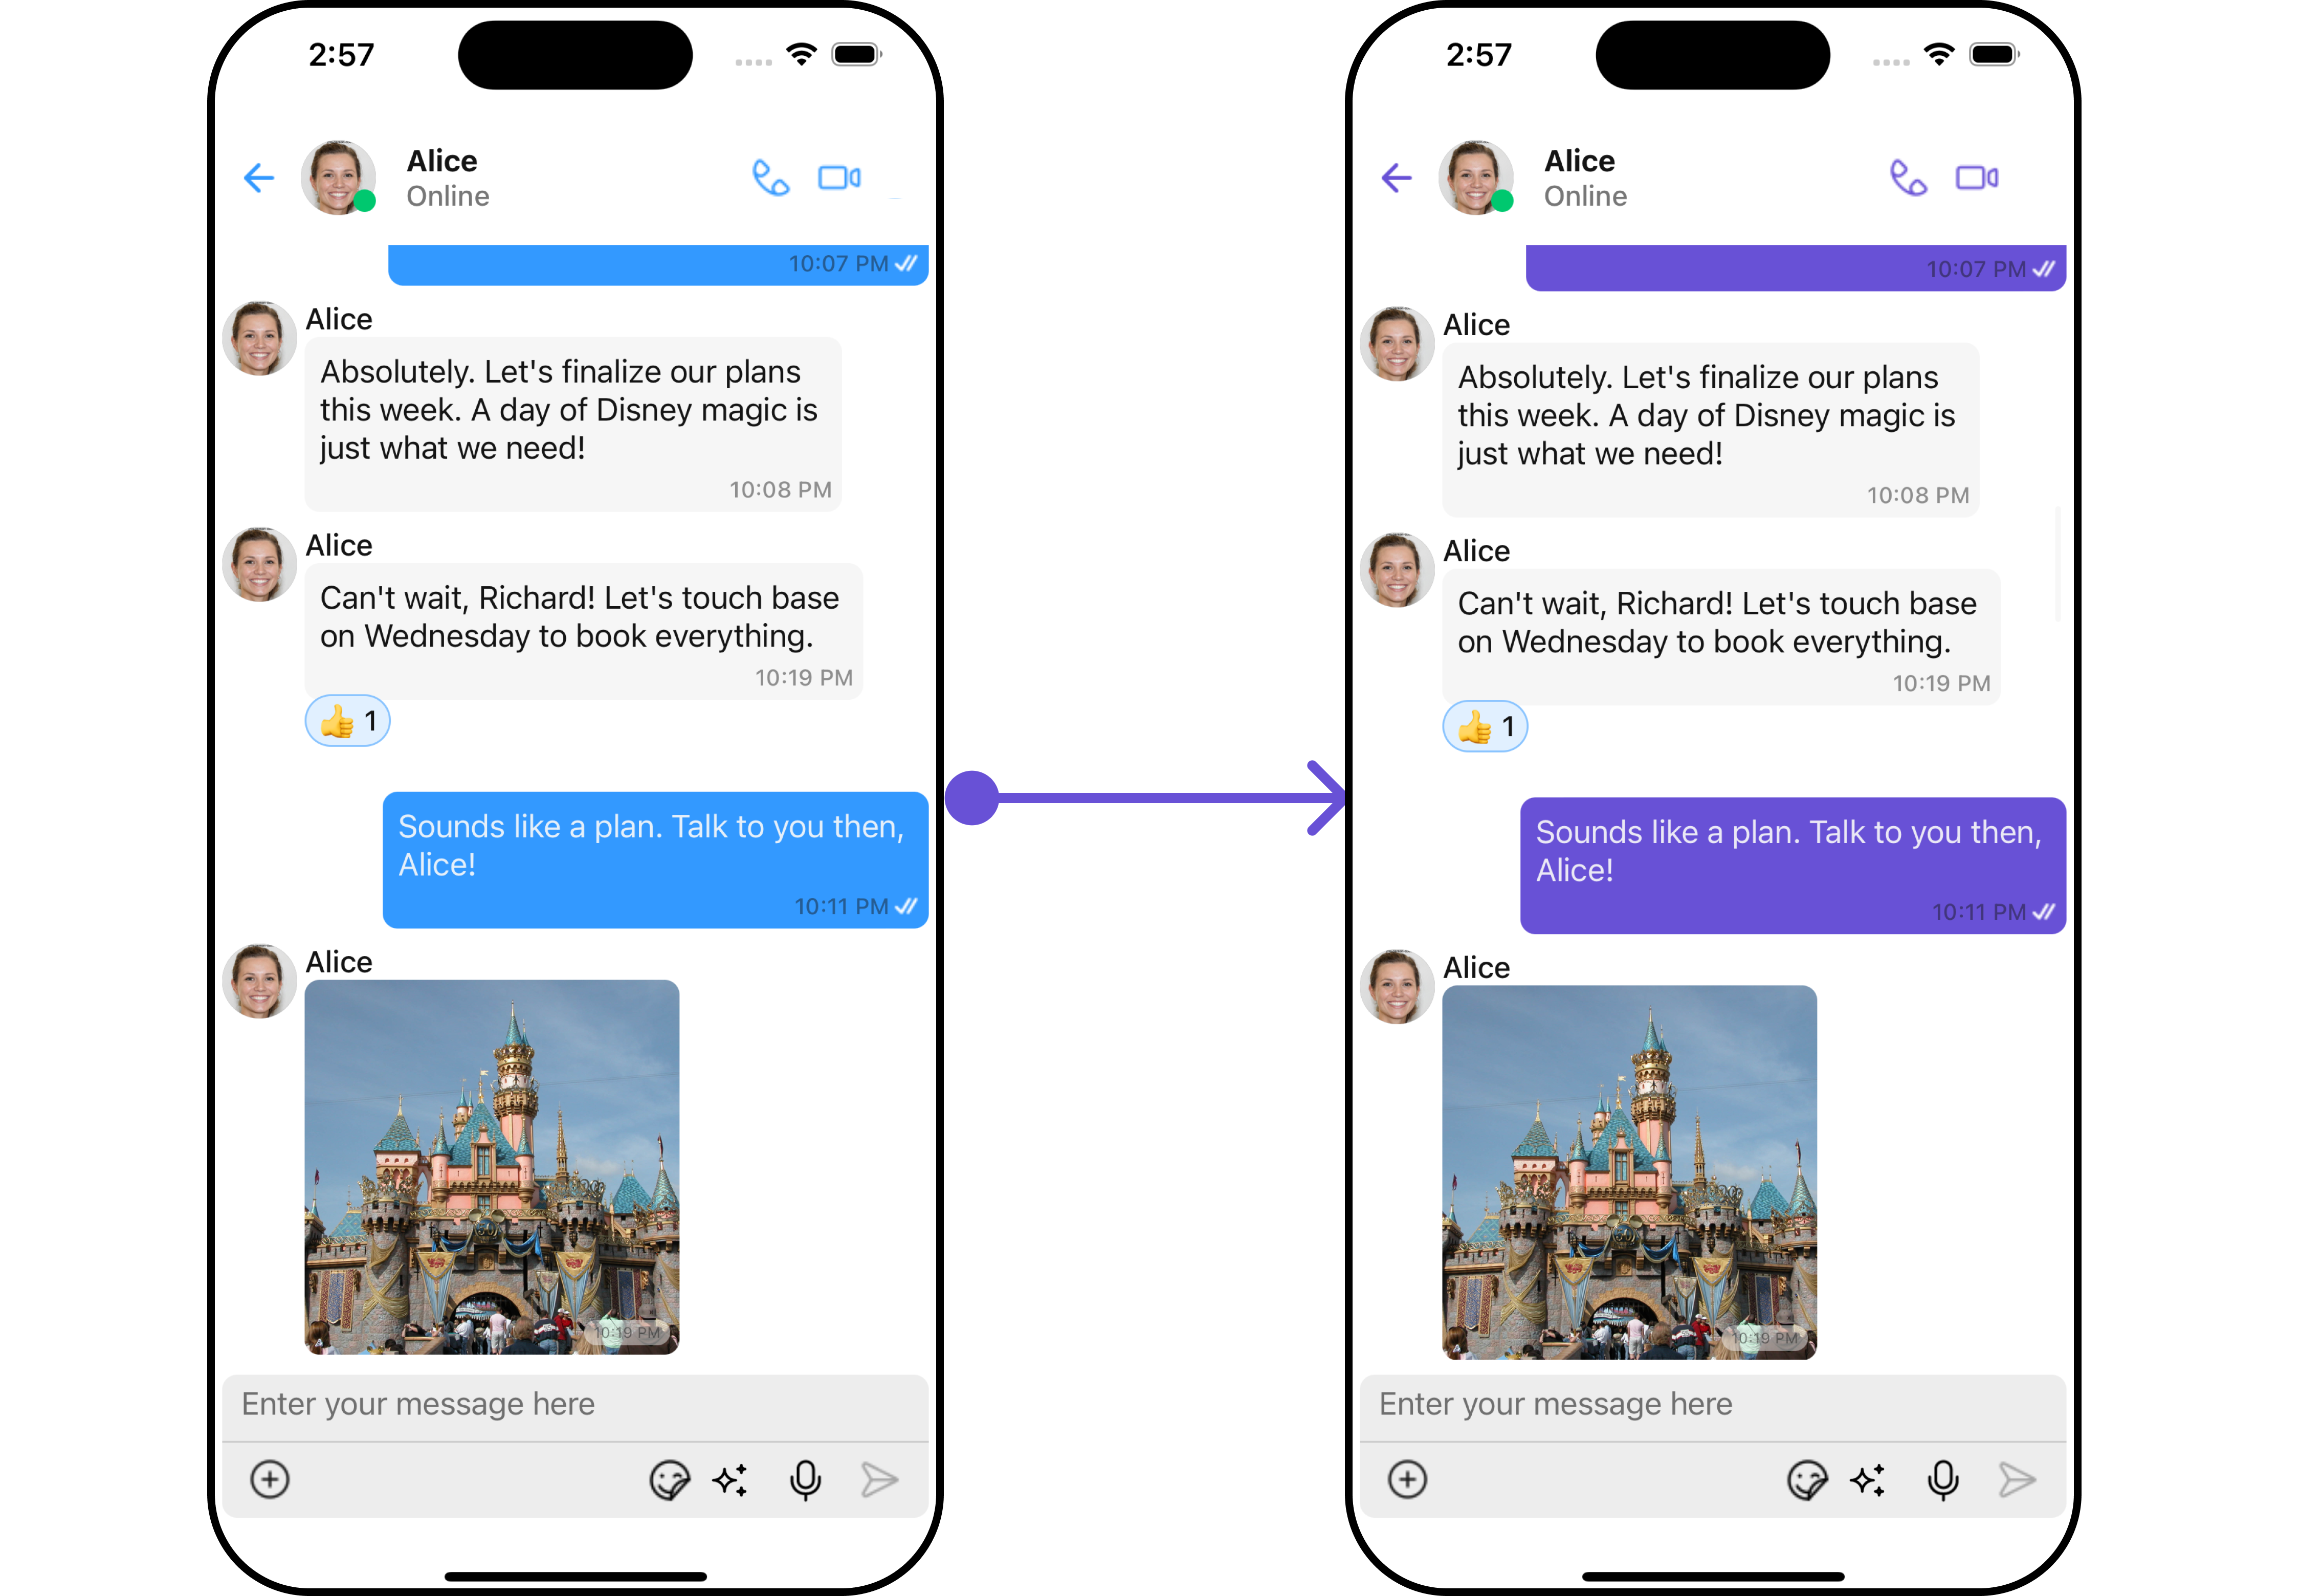 2:57
Alice
Online
10:07 PM
Alice
Absolutely. Let's finalize our plans
this week. A day of Disney magic is
just what we need!
10:08 PM
Alice
Can't wait, Richard! Let's touch base
on Wednesday to book everything.
10:19 PM
👍 1
Sounds like a plan. Talk to you then,
Alice!
10:11 PM
Alice
10:19 PM
Enter your message here
2:57
Alice
Online
10:07 PM
Alice
Absolutely. Let's finalize our plans
this week. A day of Disney magic is
just what we need!
10:08 PM
Alice
Can't wait, Richard! Let's touch base
on Wednesday to book everything.
10:19 PM
👍 1
Sounds like a plan. Talk to you then,
Alice!
10:11 PM
Alice
10:19 PM
Enter your message here